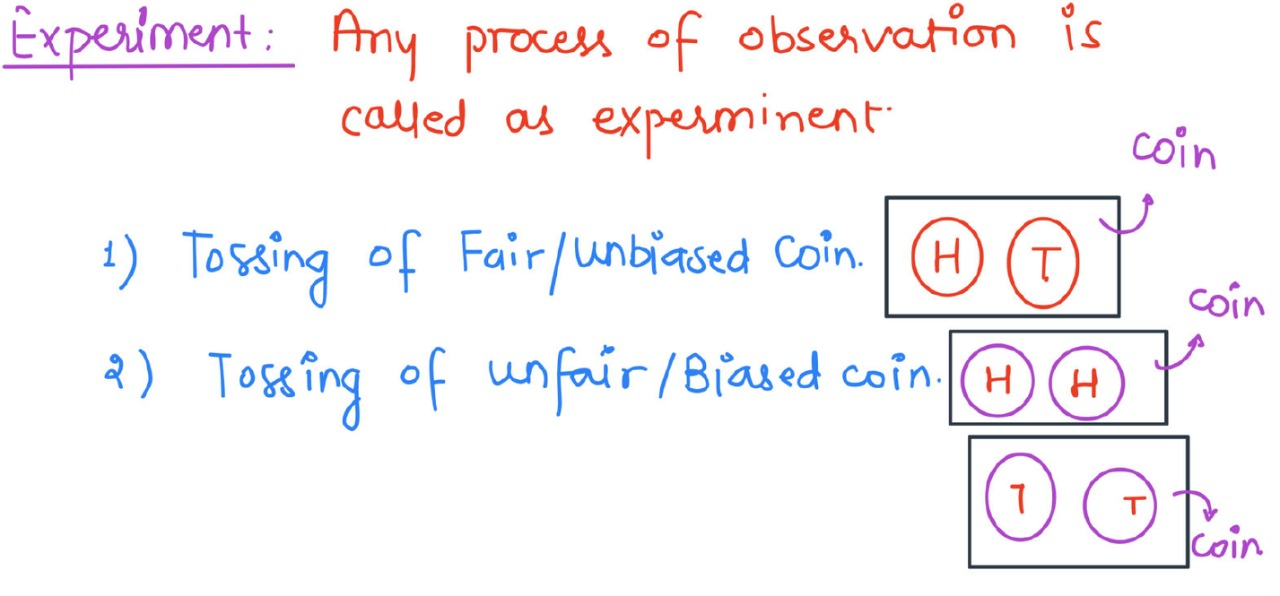 Experiment: Any process of observation is
called as experminent.
coin
1) Tossing of Fair/Unbiased Coin.
H T
coin
2) Tossing of unfair/Biased coin.
H H
T T
coin